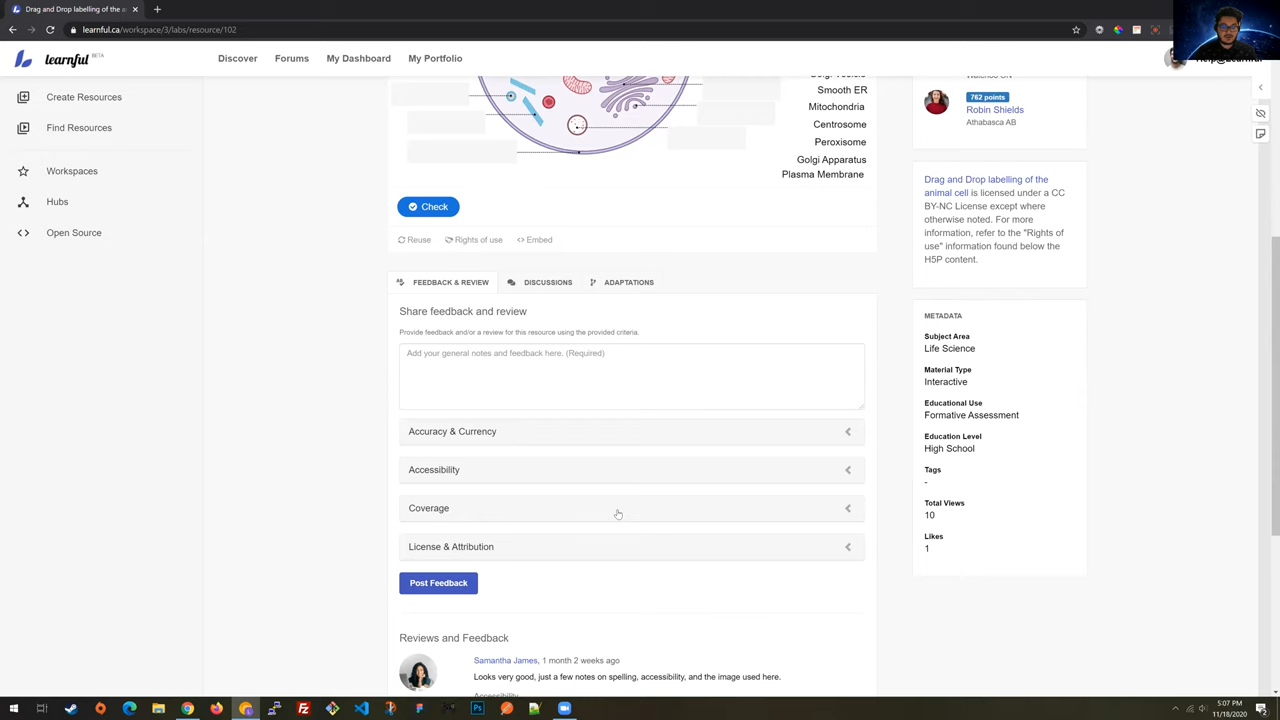 Drag and Drop labelling of the an
learnful.ca/workspace/3/labs/resource/102
learnful BETA
Discover
Forums
My Dashboard
My Portfolio
Create Resources
Find Resources
Workspaces
Hubs
Open Source
Smooth ER
Mitochondria
Centrosome
Peroxisome
Golgi Apparatus
Plasma Membrane
Check
Reuse
Rights of use
Embed
FEEDBACK & REVIEW
DISCUSSIONS
ADAPTATIONS
Share feedback and review
Provide feedback and/or a review for this resource using the provided criteria.
Add your general notes and feedback here. (Required)
Accuracy & Currency
Accessibility
Coverage
License & Attribution
Post Feedback
Reviews and Feedback
Samantha James, 1 month 2 weeks ago
Looks very good, just a few notes on spelling, accessibility, and the image used here.
Accessibility
762 points
Robin Shields
Athabasca AB
Drag and Drop labelling of the
animal cell is licensed under a CC
BY-NC License except where
otherwise noted. For more
information, refer to the "Rights of
use" information found below the
H5P content.
METADATA
Subject Area
Life Science
Material Type
Interactive
Educational Use
Formative Assessment
Education Level
High School
Tags
-
Total Views
10
Likes
1
5:07 PM
11/18/2020